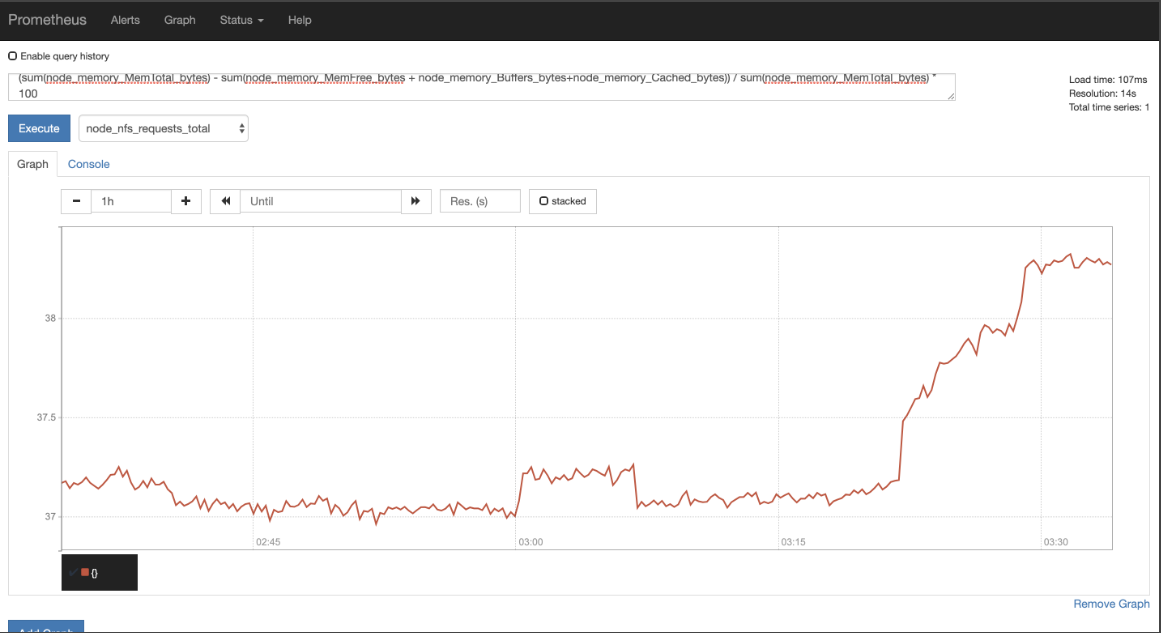 Prometheus Alerts Graph Status Help
Enable query history
(sum(node_memory_MemTotal_bytes) - sum(node_memory_MemFree_bytes + node_memory_Buffers_bytes+node_memory_Cached_bytes)) / sum(node_memory_MemTotal_bytes) *
100
Load time: 107ms
Resolution: 14s
Total time series: 1
Execute node_nfs_requests_total
Graph Console
- 1h + Until Res. (s) stacked
38
37.5
37
02:45 03:00 03:15 03:30
{}
Remove Graph
Add Graph